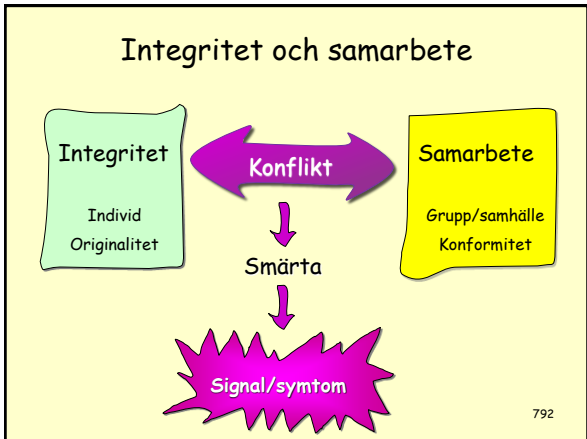 Integritet och samarbete
Integritet
Individ
Originalitet
Konflikt
Samarbete
Grupp/samhälle
Konformitet
Smärta
Signal/symtom
792